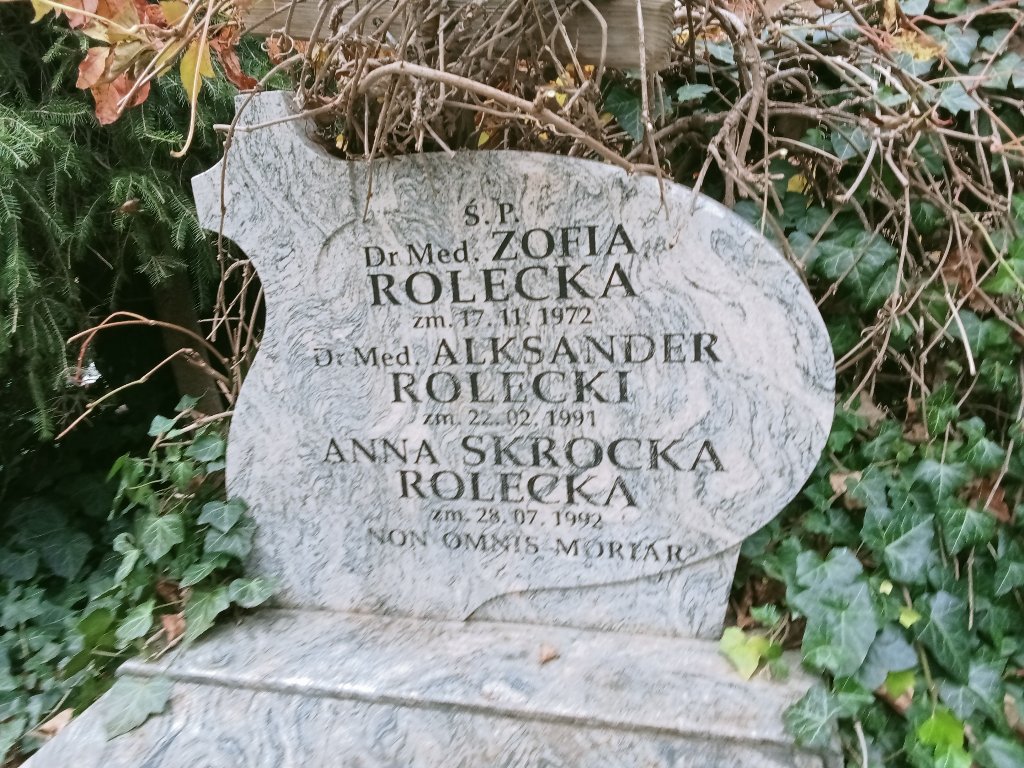 Ś. P.
Dr Med. ZOFIA
ROLECKA
zm. 17. 11. 1972
Dr Med. ALKSANDER
ROLECKI
zm. 22. 02. 1991
ANNA SKROCKA
ROLECKA
zm. 28. 07. 1992
NON OMNIS MORIAR